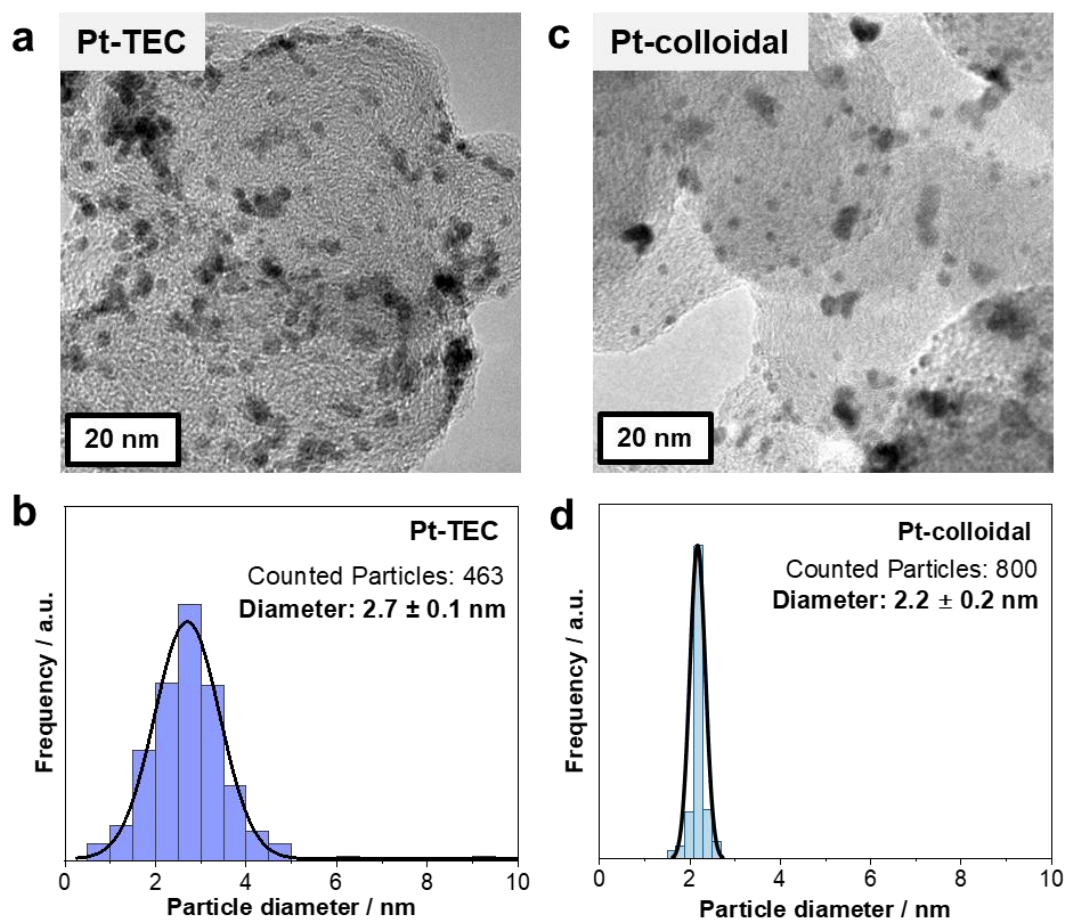 a
Pt-TEC
20 nm
c
Pt-colloidal
20 nm
b
Pt-TEC
Counted Particles: 463
Diameter: 2.7 ± 0.1 nm
Frequency / a.u.
0 2 4 6 8 10
Particle diameter / nm
d
Pt-colloidal
Counted Particles: 800
Diameter: 2.2 ± 0.2 nm
Frequency / a.u.
0 2 4 6 8 10
Particle diameter / nm